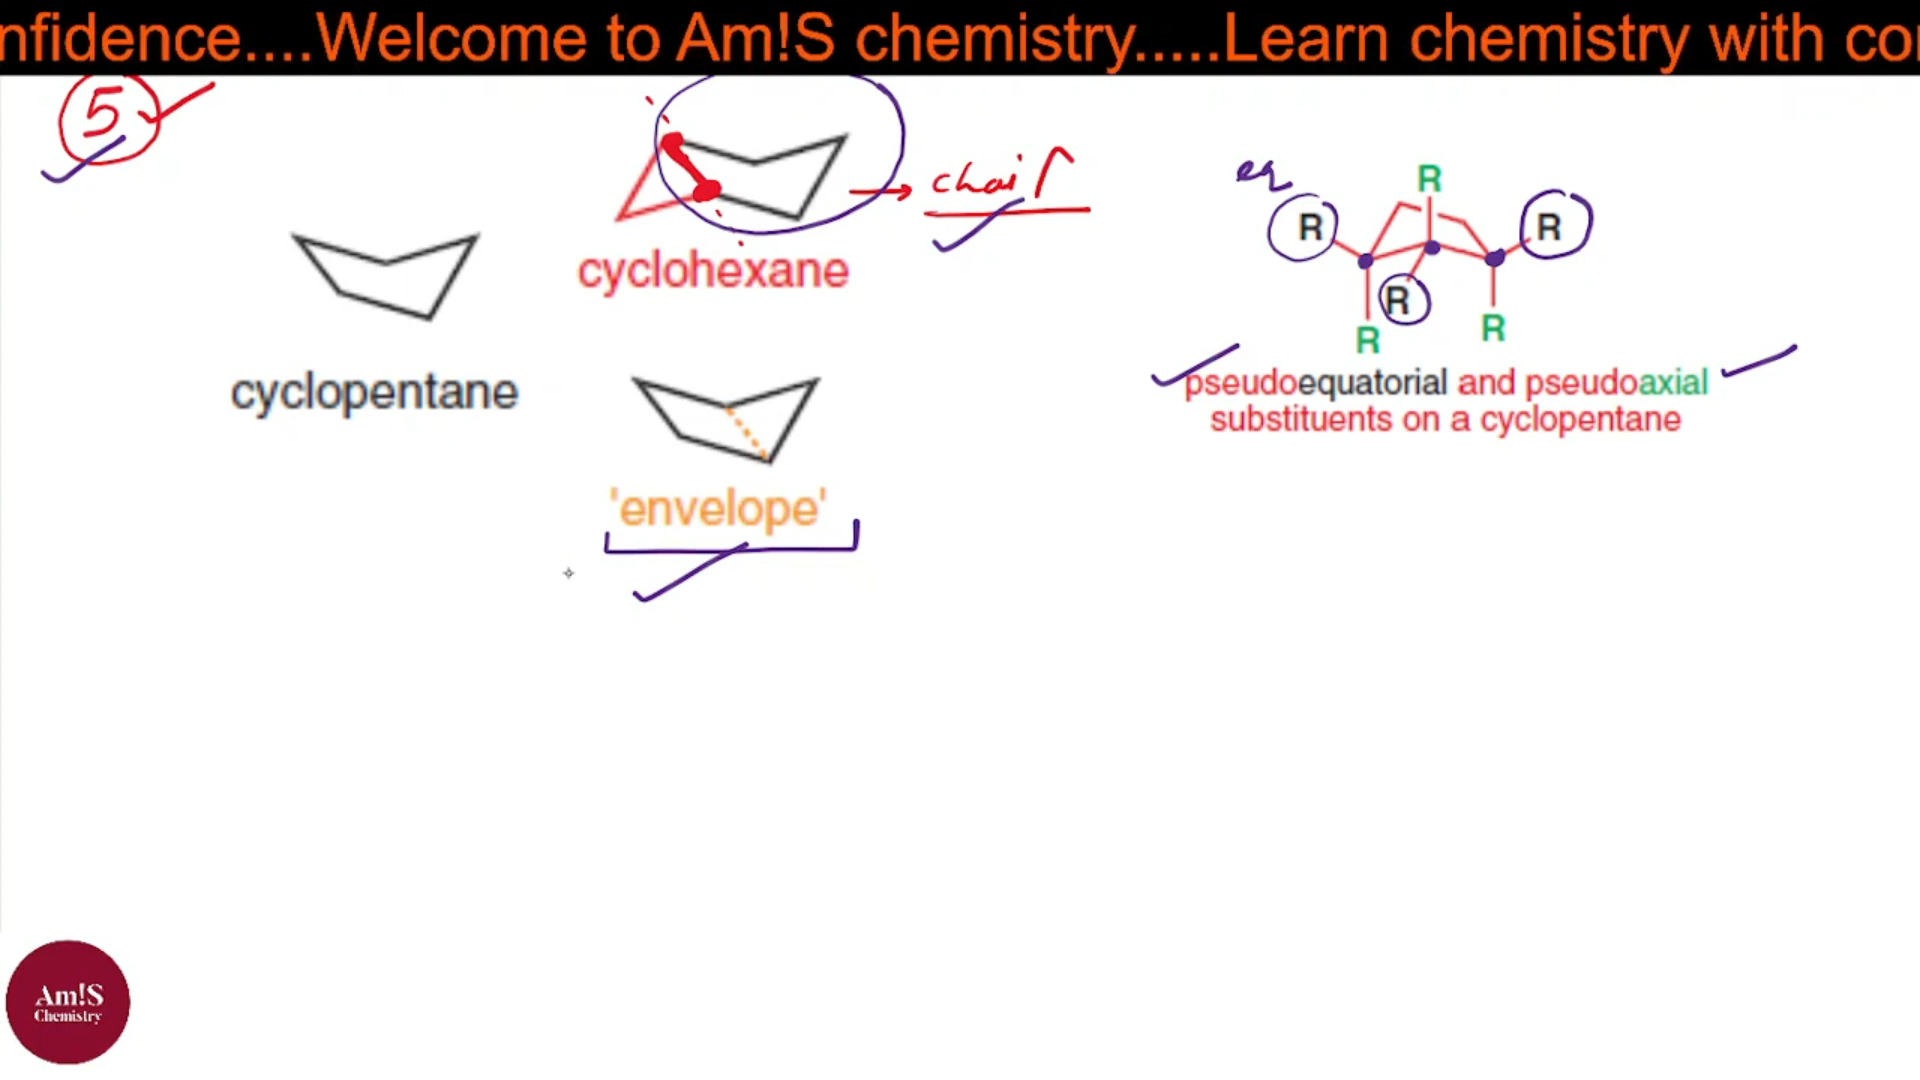 nfidence....Welcome to Am!S chemistry.....Learn chemistry with co
5
chair
cyclohexane
cyclopentane
'envelope'
eq
R
R
R
R
R
R
pseudoequatorial and pseudoaxial
substituents on a cyclopentane
Am!S
Chemistry